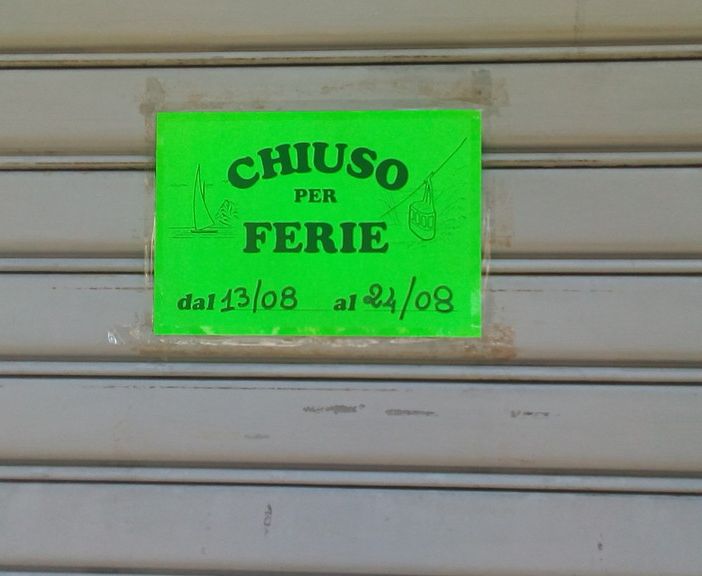 CHIUSO
PER
FERIE
dal 13/08 al 24/08